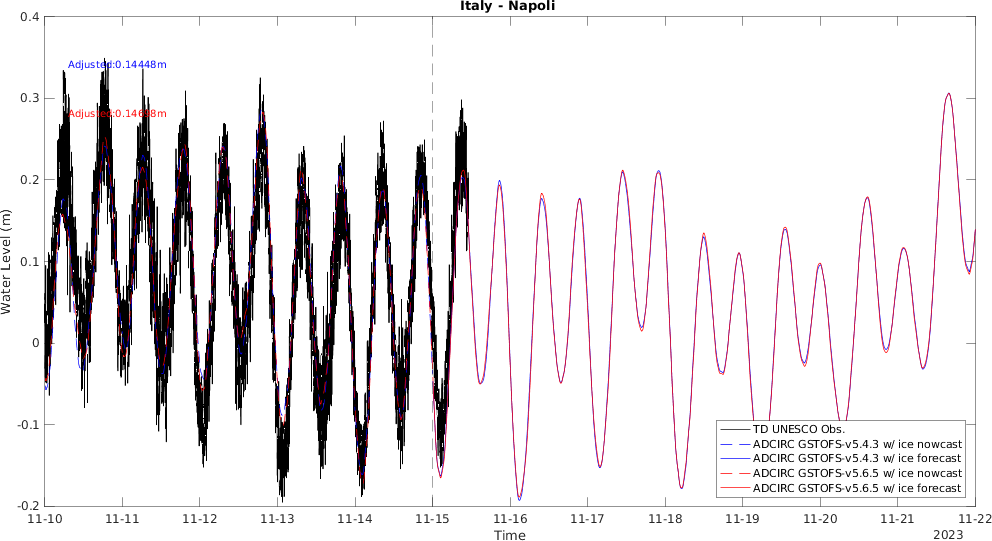 Italy - Napoli
0.4
0.3
0.2
0.1
0
-0.1
-0.2
Water Level (m)
Adjusted:0.14448m
TD UNESCO Obs.
ADCIRC GSTOFS-v5.4.3 w/ ice nowcast
ADCIRC GSTOFS-v5.4.3 w/ ice forecast
ADCIRC GSTOFS-v5.6.5 w/ ice nowcast
ADCIRC GSTOFS-v5.6.5 w/ ice forecast
11-10 11-11 11-12 11-13 11-14 11-15 11-16 11-17 11-18 11-19 11-20 11-21 11-22
Time
2023